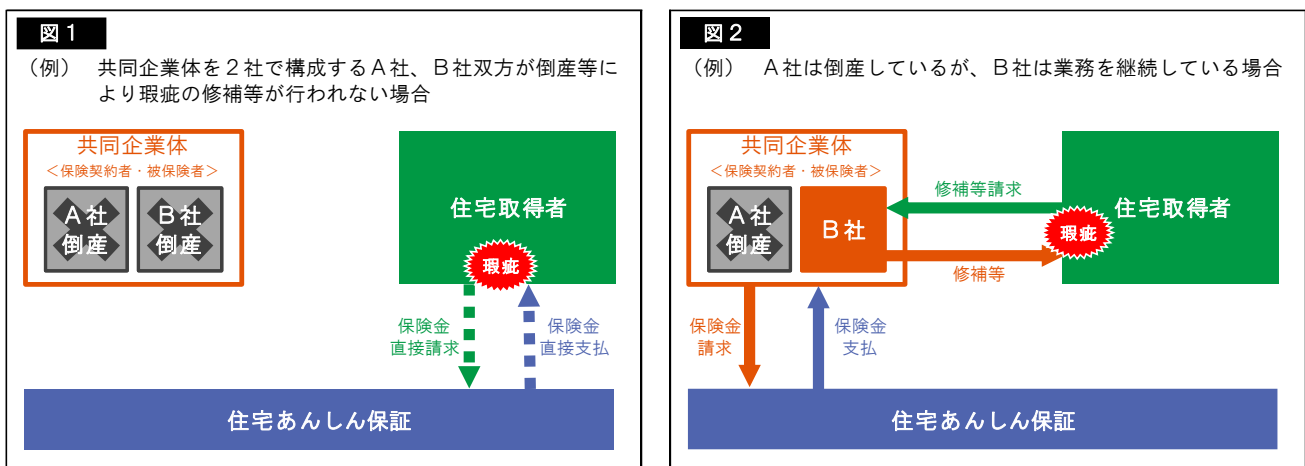 図1
(例) 共同企業体を2社で構成するA社、B社双方が倒産等に
より瑕疵の修補等が行われない場合
共同企業体
<保険契約者・被保険者>
A社
倒産
B社
倒産
住宅取得者
瑕疵
保険金
直接請求
保険金
直接支払
住宅あんしん保証
図2
(例) A社は倒産しているが、B社は業務を継続している場合
共同企業体
<保険契約者・被保険者>
A社
倒産
B社
修補等請求
住宅取得者
瑕疵
修補等
保険金
請求
保険金
支払
住宅あんしん保証